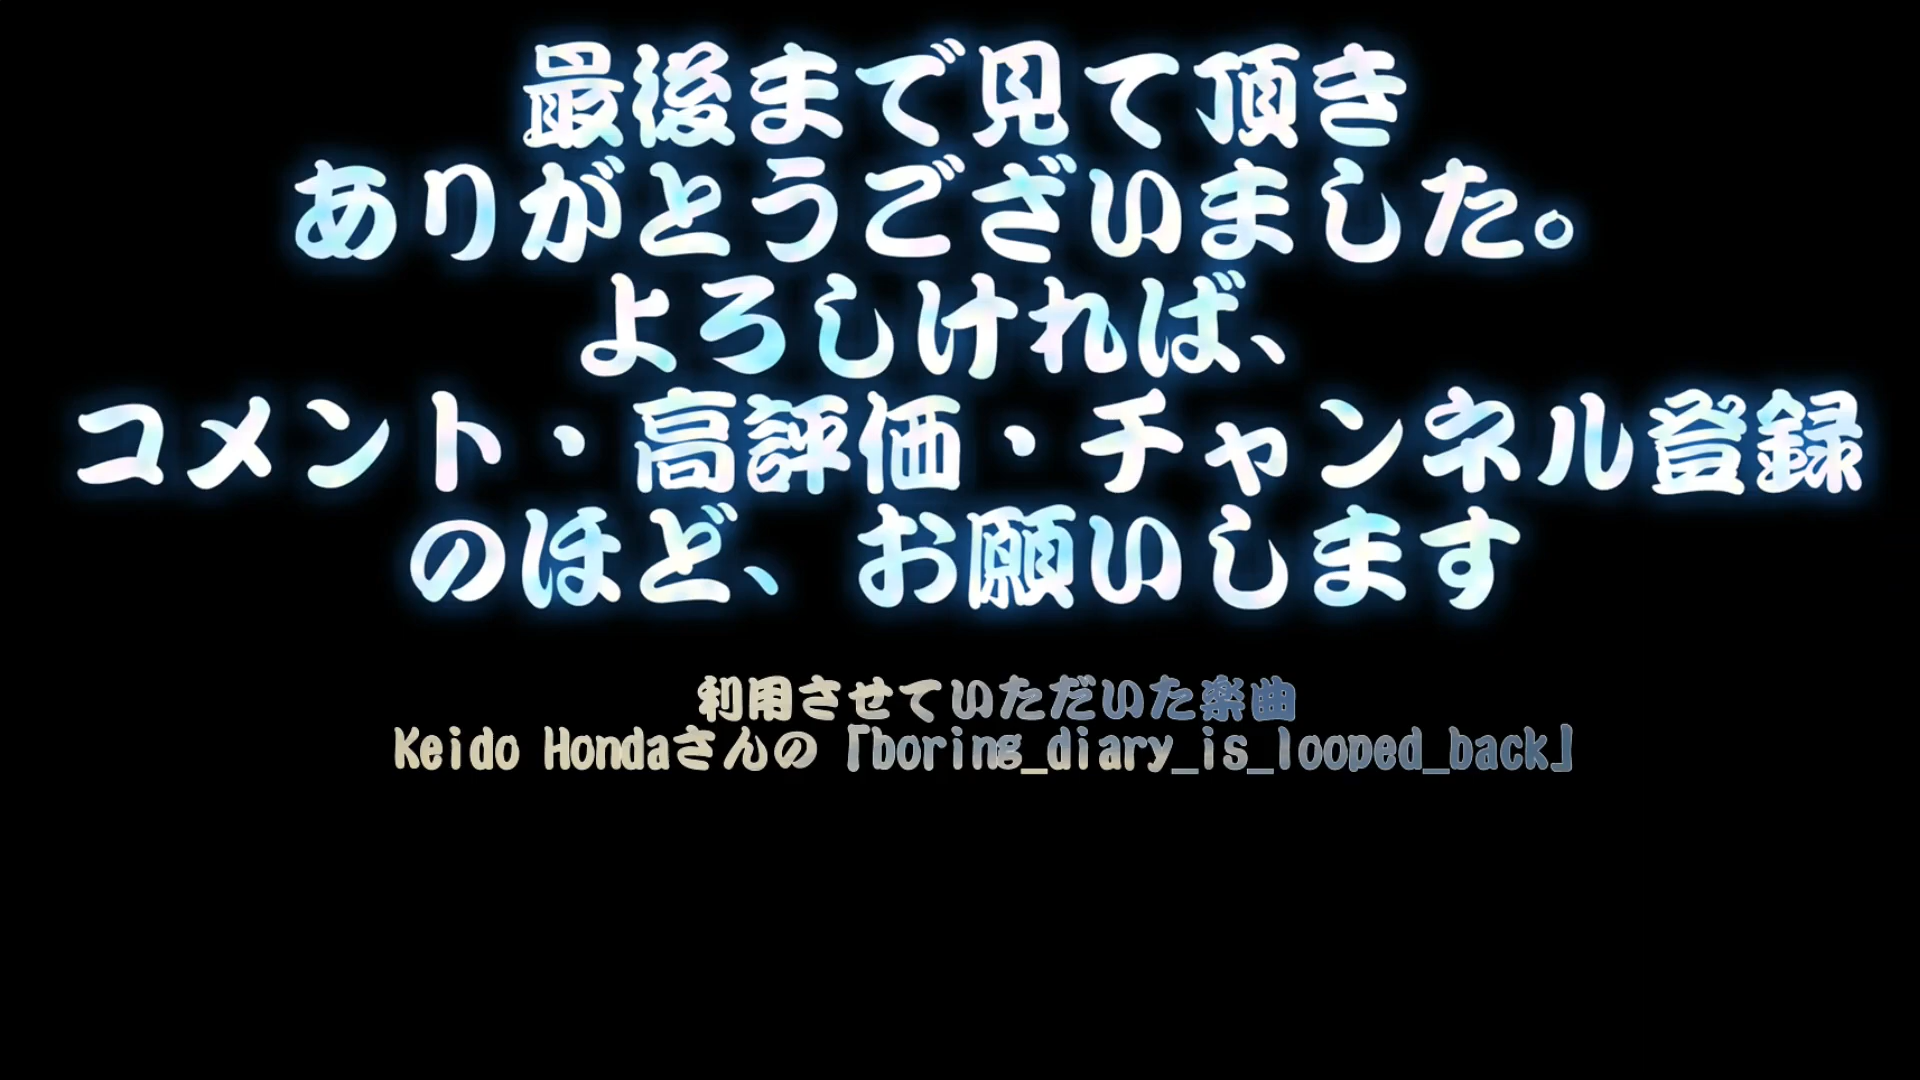 最後まで見て頂き
ありがとうございました。
よろしければ、
コメント・高評価・チャンネル登録
のほど、お願いします
利用させていただいた楽曲
Keido Hondaさんの「boring_diary_is_looped_back」